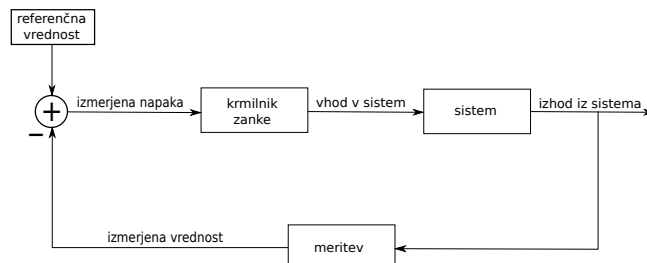 referenčna
vrednost
izmerjena napaka
krmilnik
zanke
vhod v sistem
sistem
izhod iz sistema
+
−
izmerjena vrednost
meritev